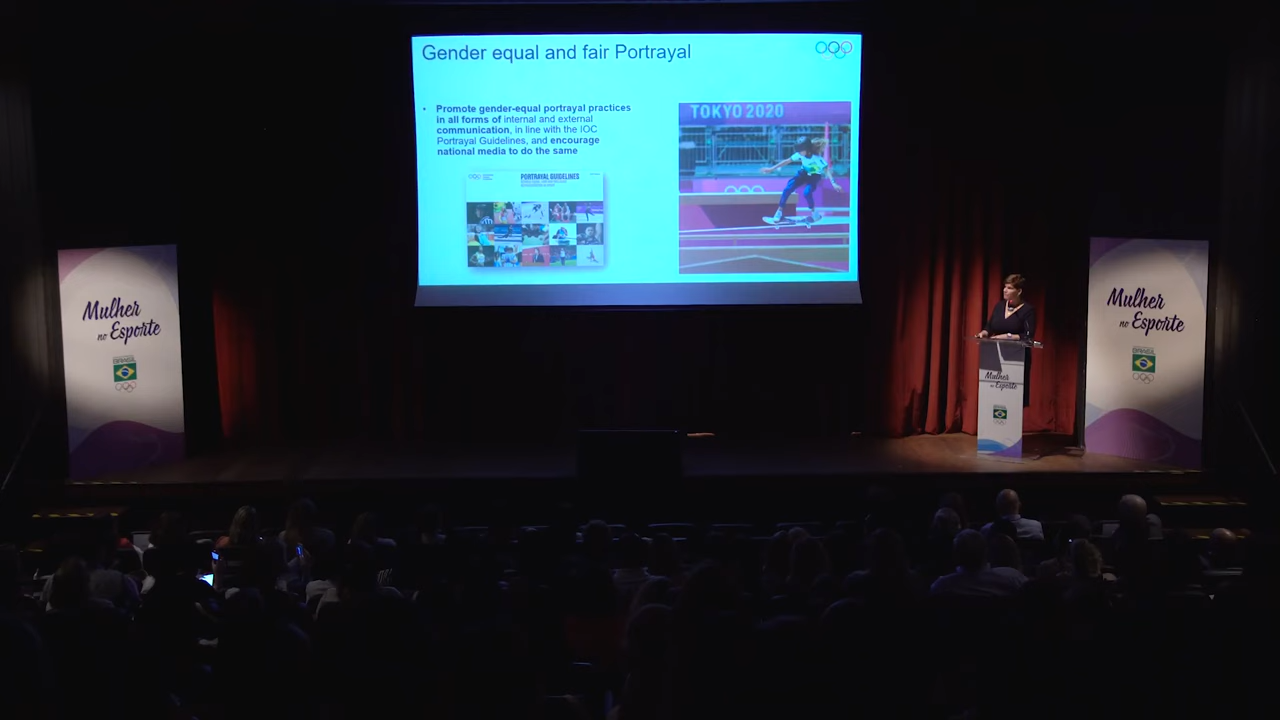 Gender equal and fair Portrayal
• Promote gender-equal portrayal practices
in all forms of internal and external
communication, in line with the IOC
Portrayal Guidelines, and encourage
national media to do the same
PORTRAYAL GUIDELINES
TOKYO 2020
Mulher
no Esporte
BRASIL
Mulher
no Esporte
BRASIL
Mulher
no Esporte